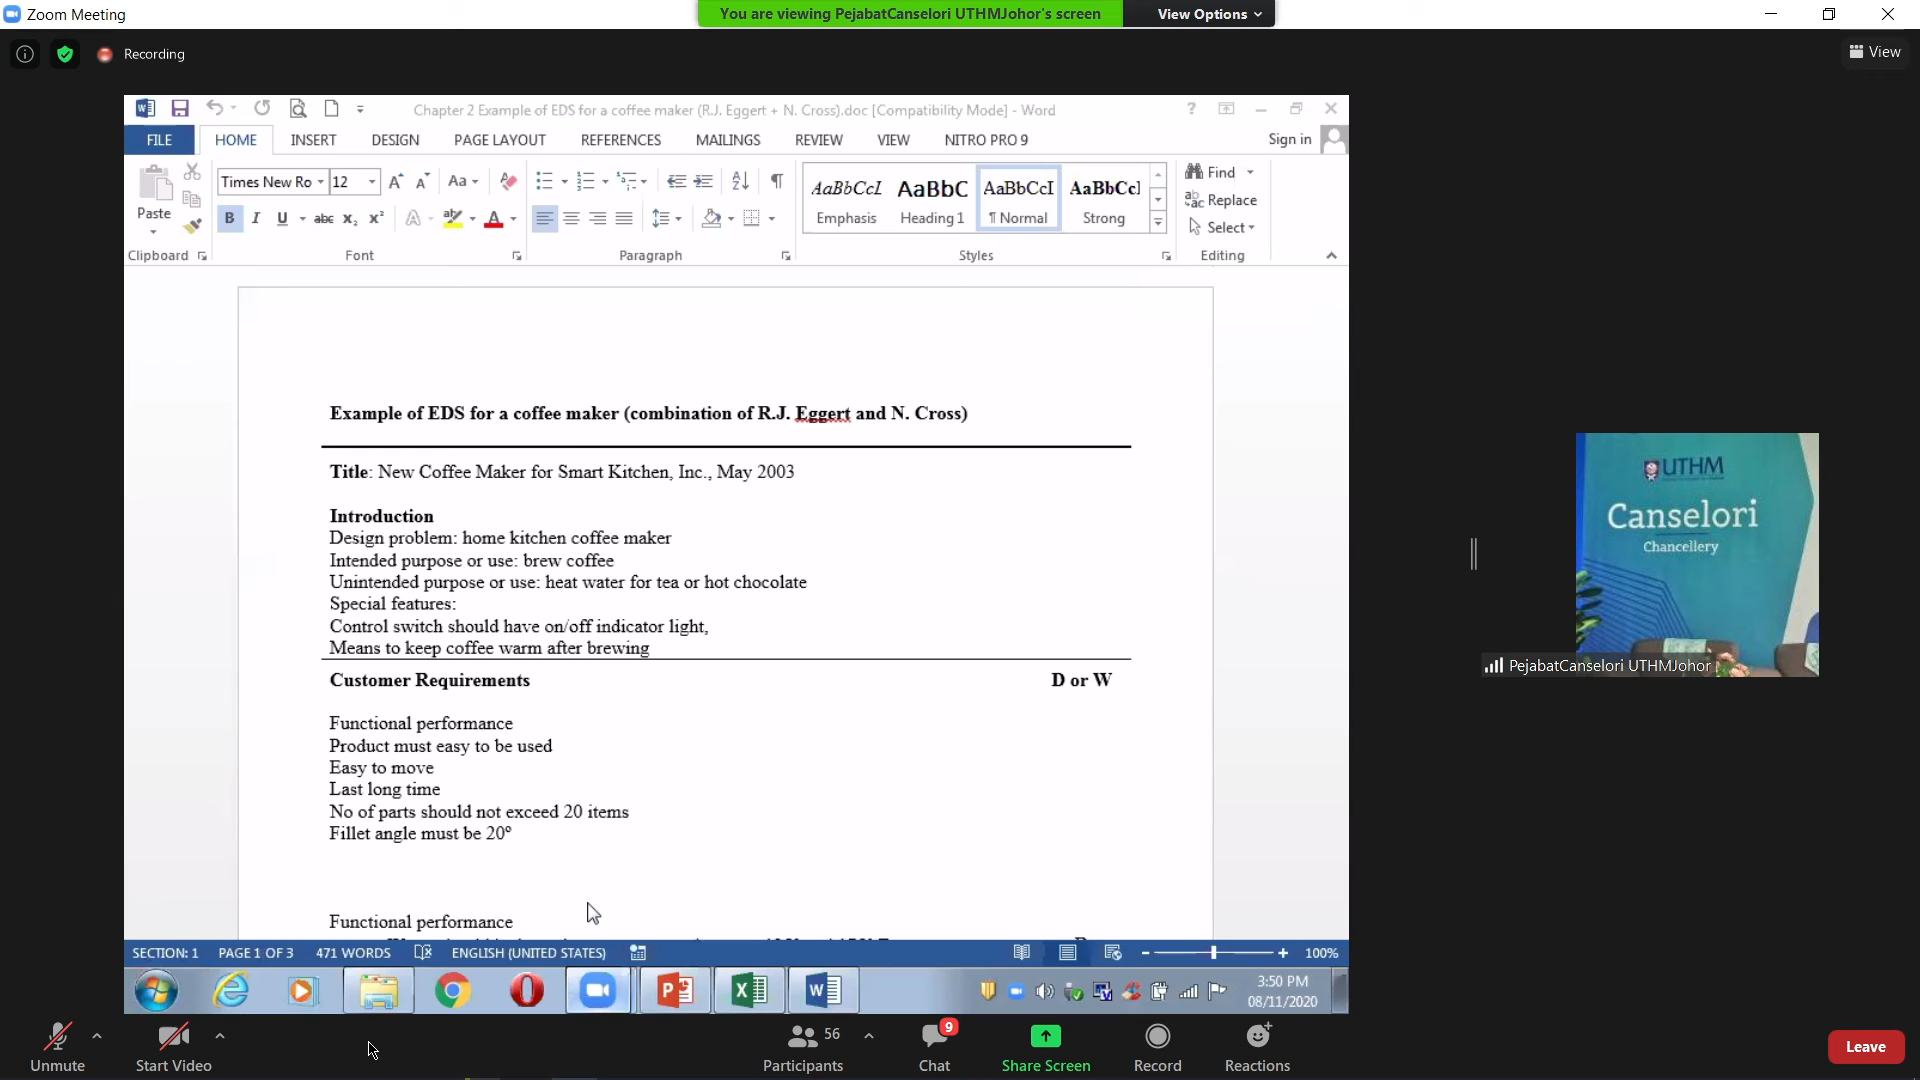 Zoom Meeting
You are viewing PejabatCanselori UTHMJohor's screen
View Options
Recording
View
Chapter 2 Example of EDS for a coffee maker (R.J. Eggert + N. Cross).doc [Compatibility Mode] - Word
FILE HOME INSERT DESIGN PAGE LAYOUT REFERENCES MAILINGS REVIEW VIEW NITRO PRO 9 Sign in
Times New Ro 12
Paste
AaBbCcI AaBbC AaBbCcI AaBbCcl
Emphasis Heading 1 ¶ Normal Strong
Find
Replace
Select
Clipboard Font Paragraph Styles Editing
Example of EDS for a coffee maker (combination of R.J. Eggert and N. Cross)
Title: New Coffee Maker for Smart Kitchen, Inc., May 2003
Introduction
Design problem: home kitchen coffee maker
Intended purpose or use: brew coffee
Unintended purpose or use: heat water for tea or hot chocolate
Special features:
Control switch should have on/off indicator light,
Means to keep coffee warm after brewing
Customer Requirements D or W
Functional performance
Product must easy to be used
Easy to move
Last long time
No of parts should not exceed 20 items
Fillet angle must be 20°
Functional performance
SECTION: 1 PAGE 1 OF 3 471 WORDS ENGLISH (UNITED STATES) 100%
3:50 PM
08/11/2020
UTHM
Canselori
Chancellery
PejabatCanselori UTHMJohor
Unmute
Start Video
56
Participants
9
Chat
Share Screen
Record
Reactions
Leave